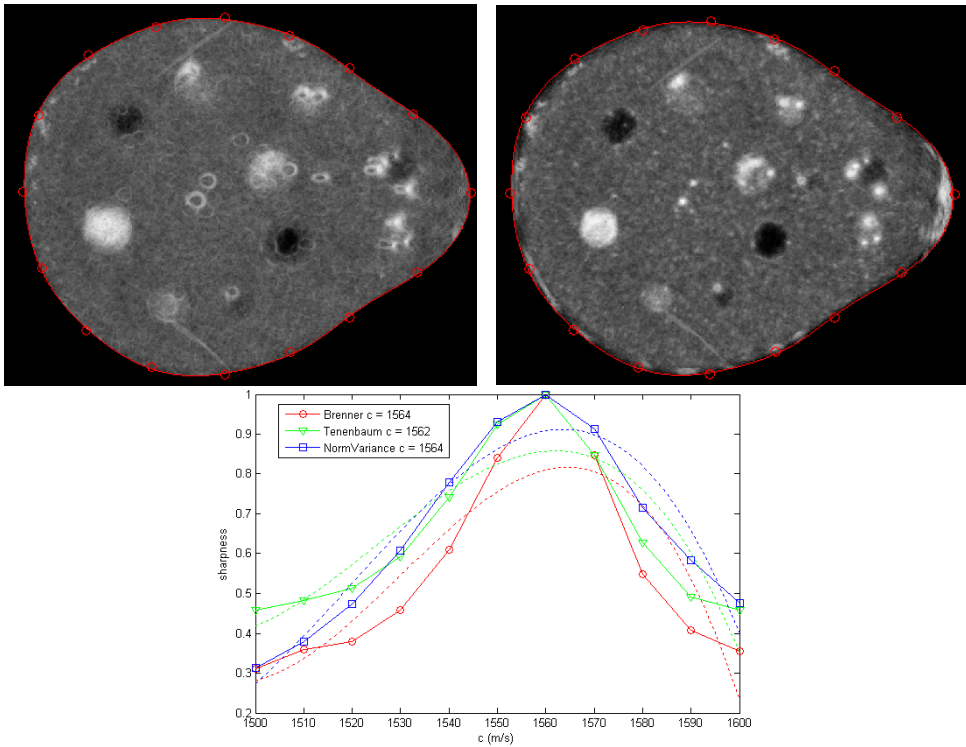 1
Brenner c = 1564
Tenenbaum c = 1562
NormVariance c = 1564
0.9
0.8
0.7
0.6
0.5
0.4
0.3
0.2
sharpness
1500 1510 1520 1530 1540 1550 1560 1570 1580 1590 1600
c (m/s)